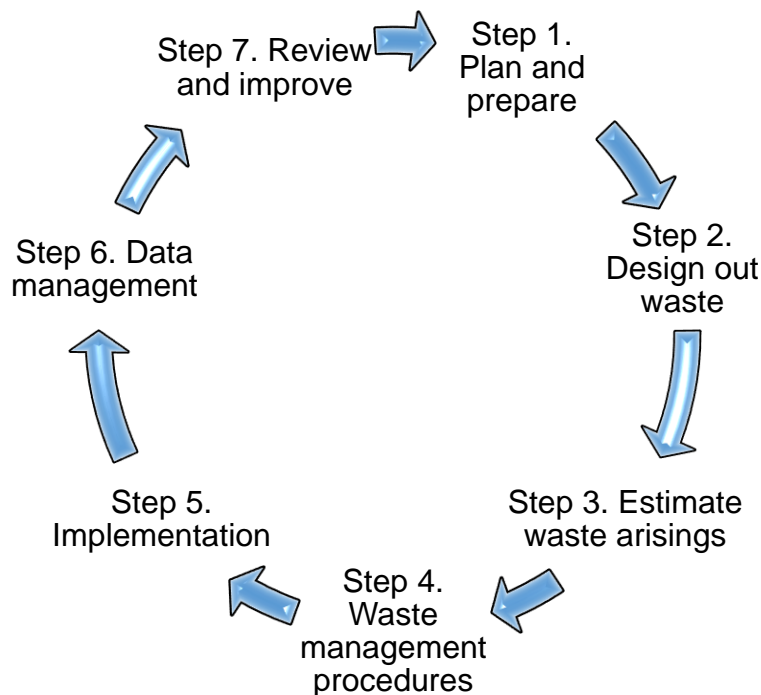 Step 1.
Plan and
prepare
Step 2.
Design out
waste
Step 3. Estimate
waste arisings
Step 4.
Waste
management
procedures
Step 5.
Implementation
Step 6. Data
management
Step 7. Review
and improve